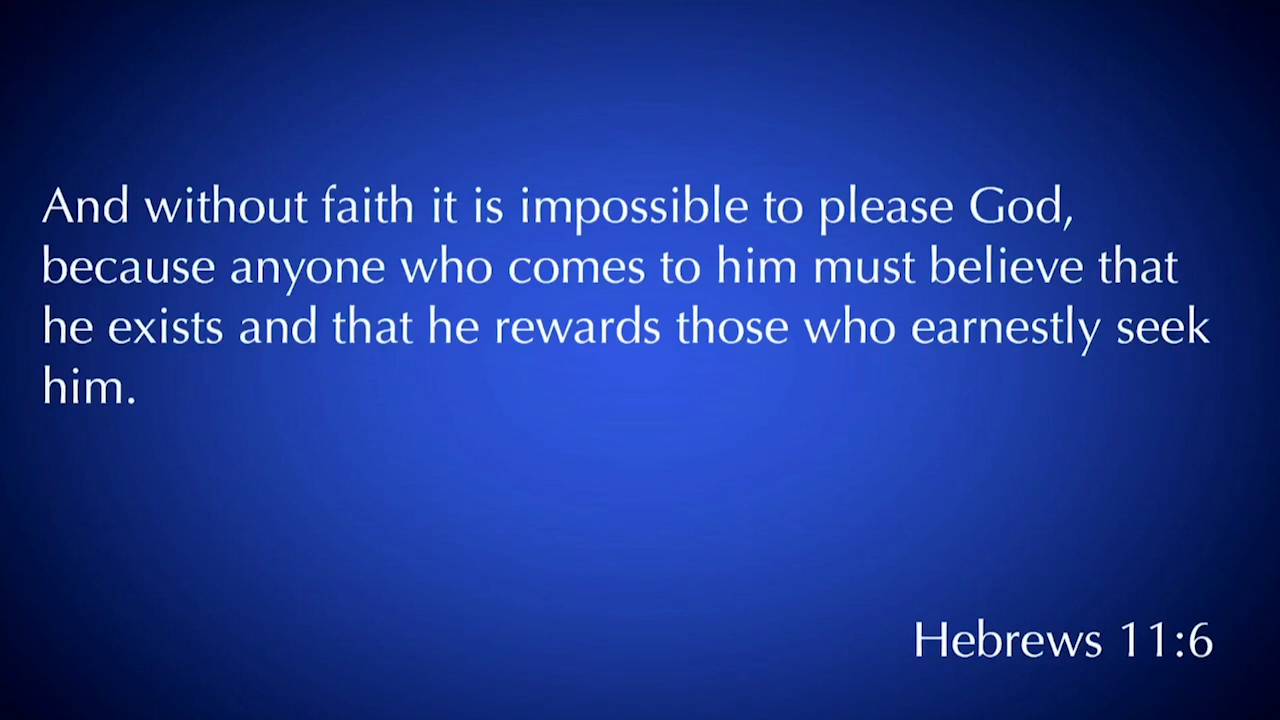 And without faith it is impossible to please God,
because anyone who comes to him must believe that
he exists and that he rewards those who earnestly seek
him.
Hebrews 11:6